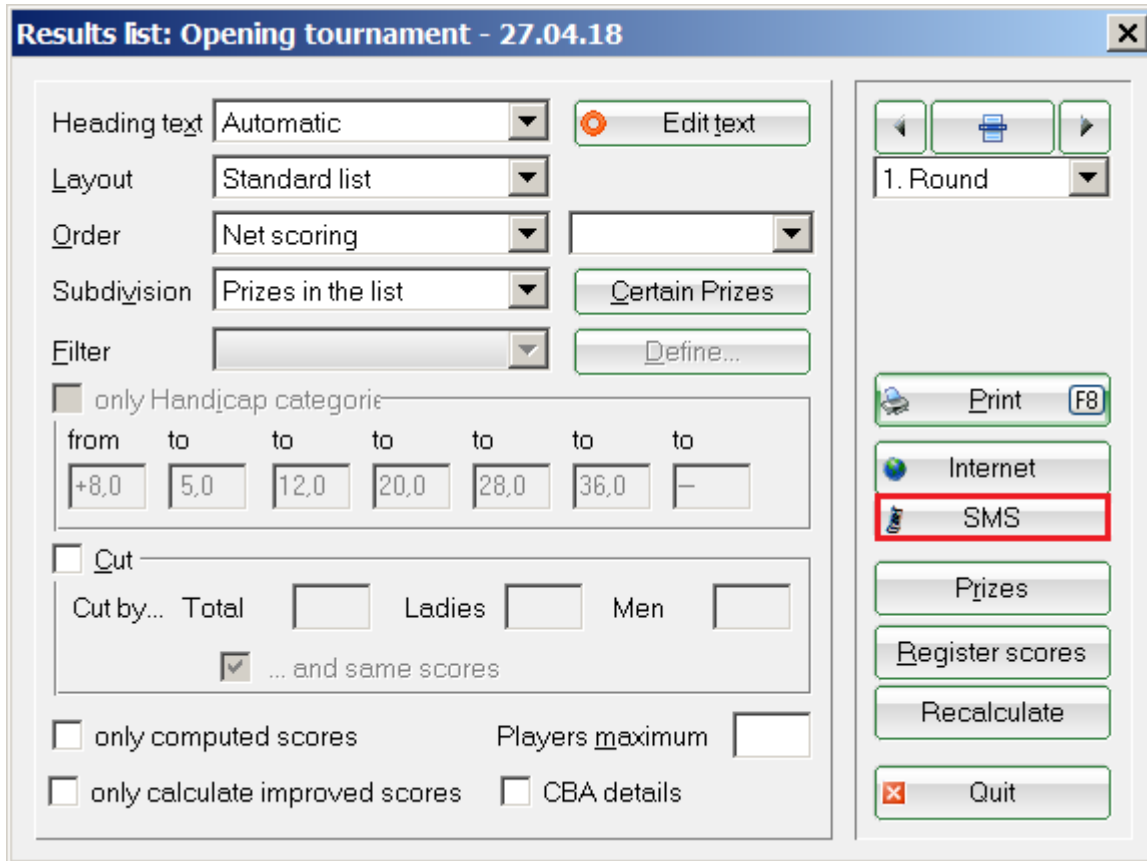 Results list: Opening tournament - 27.04.18
Heading text Automatic Edit text
Layout Standard list 1. Round
Order Net scoring
Subdivision Prizes in the list Certain Prizes
Filter Define...
only Handicap categorie
from to to to to to to
+8,0 5,0 12,0 20,0 28,0 36,0 –
Cut
Cut by... Total Ladies Men
... and same scores
only computed scores Players maximum
only calculate improved scores CBA details
Print F8
Internet
SMS
Prizes
Register scores
Recalculate
Quit